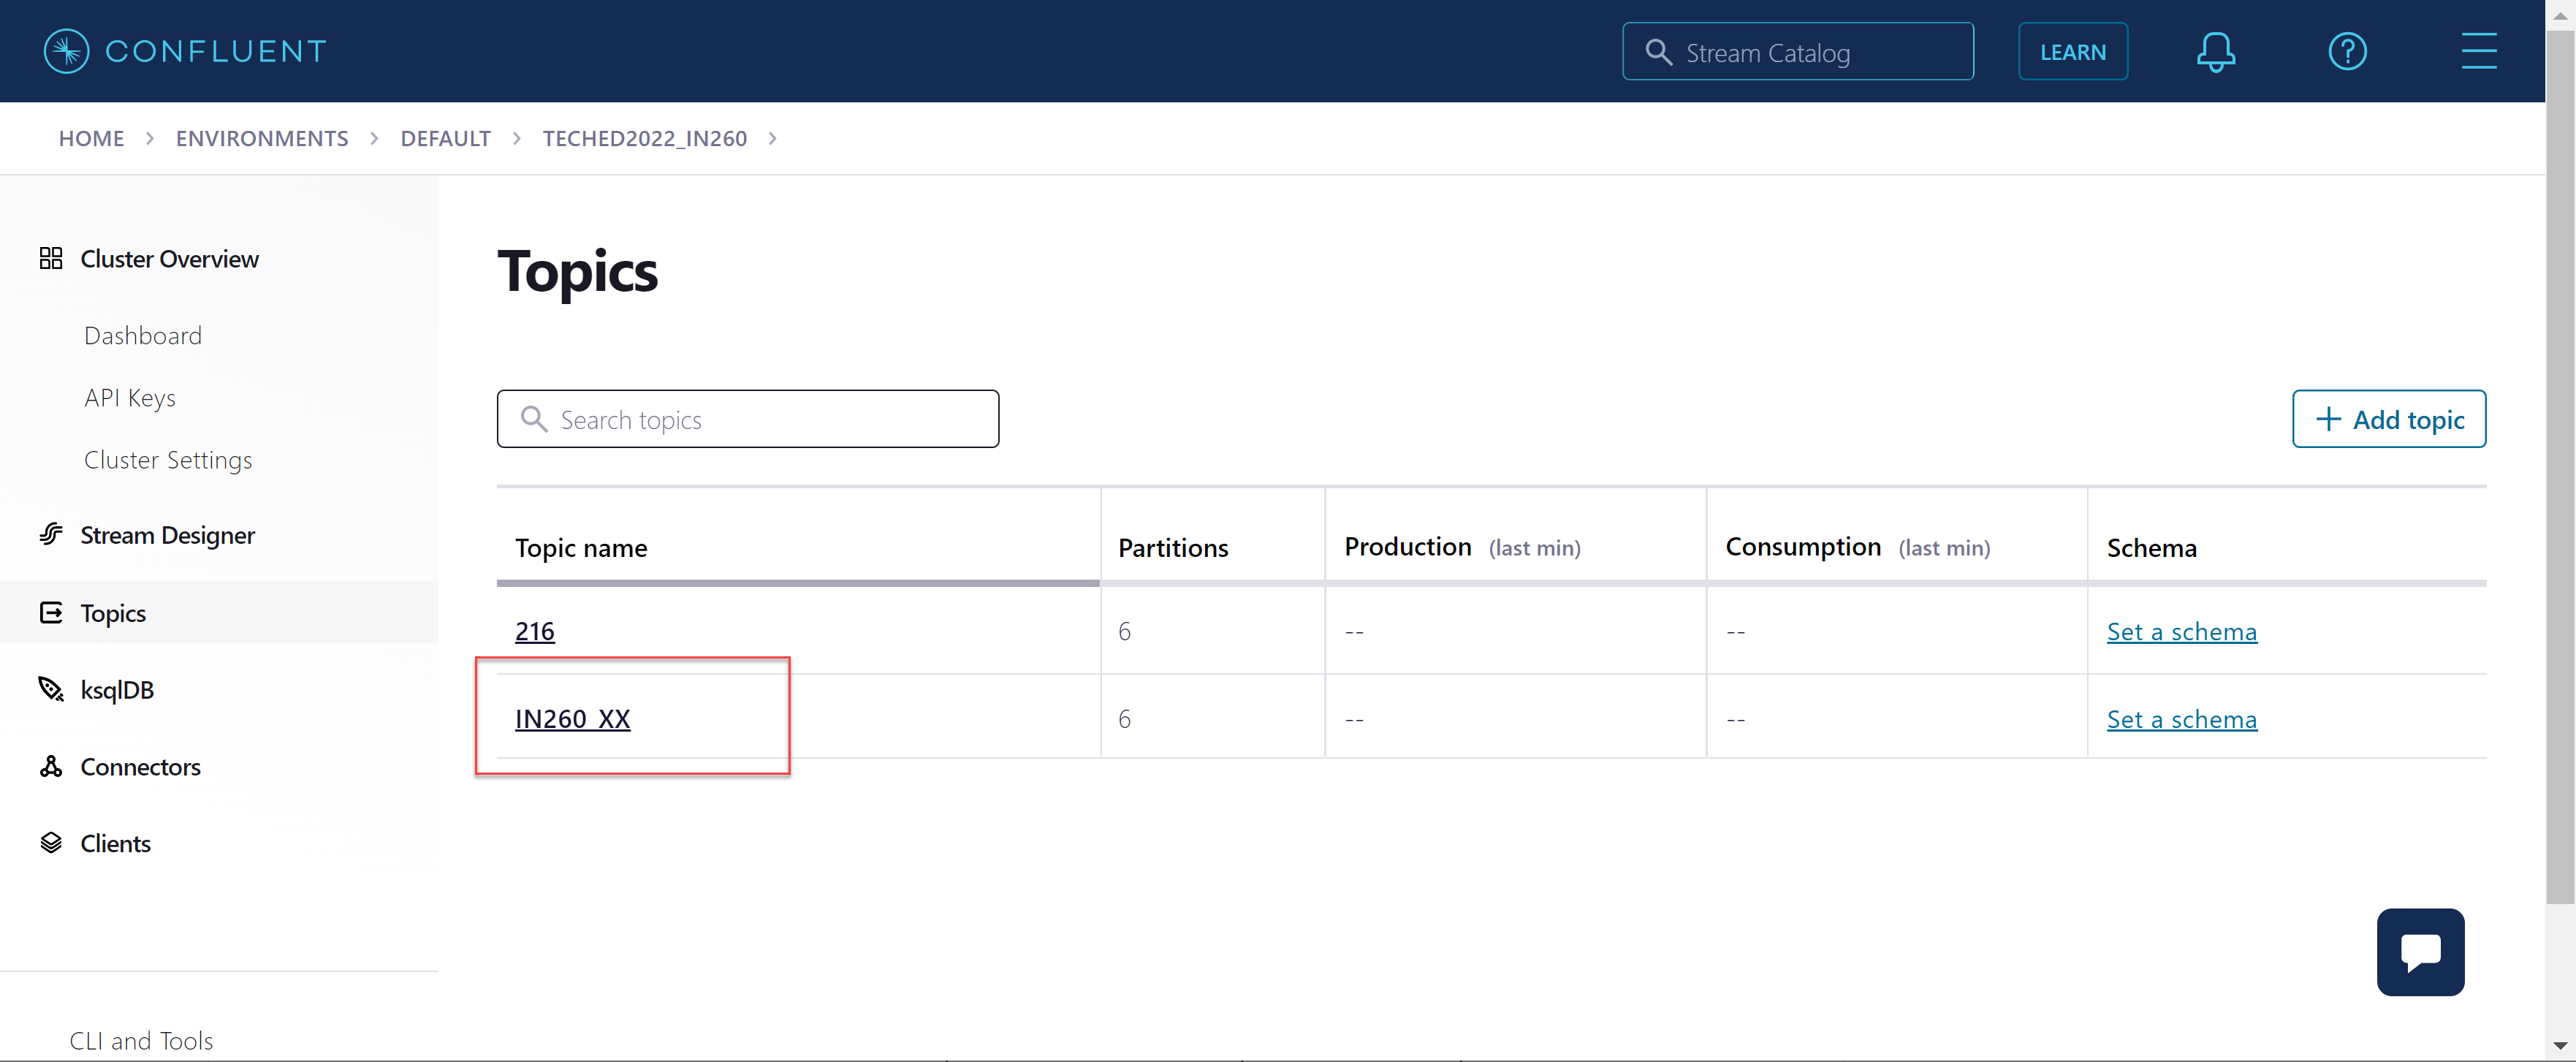 CONFLUENT
Stream Catalog
LEARN
HOME > ENVIRONMENTS > DEFAULT > TECHED2022_IN260 >
Cluster Overview
Dashboard
API Keys
Cluster Settings
Stream Designer
Topics
ksqlDB
Connectors
Clients
CLI and Tools
Topics
Search topics
+ Add topic
Topic name Partitions Production (last min) Consumption (last min) Schema
216 6 -- -- Set a schema
IN260_XX 6 -- -- Set a schema